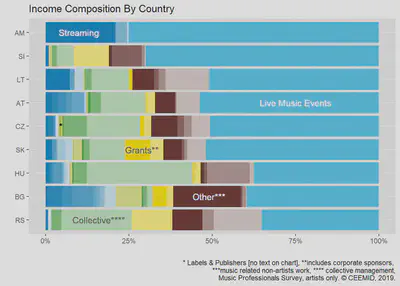 Income Composition By Country
AM
Streaming
SI
LT
AT
Live Music Events
CZ
*
SK
Grants**
HU
BG
Other***
RS
Collective****
0%
25%
50%
75%
100%
* Labels & Publishers [no text on chart], **includes corporate sponsors,
***music related non-artists work, **** collective management,
Music Professionals Survey, artists only. © CEEMID, 2019.